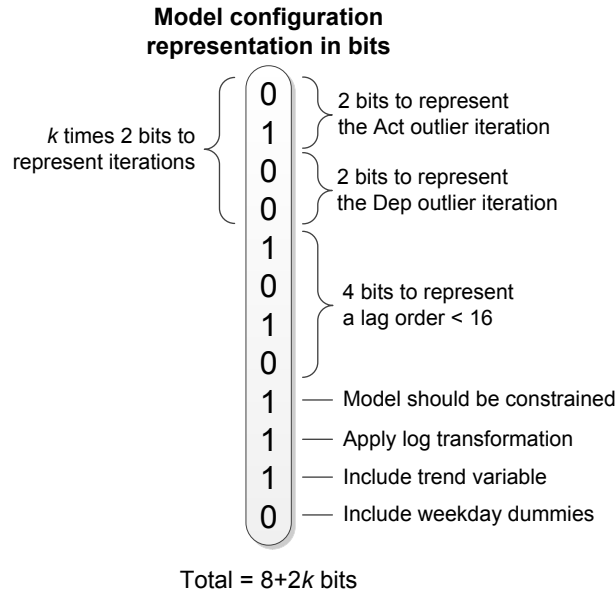 Model configuration
representation in bits
k times 2 bits to
represent iterations
0
1
0
0
1
0
1
0
1
1
1
0
2 bits to represent
the Act outlier iteration
2 bits to represent
the Dep outlier iteration
4 bits to represent
a lag order < 16
Model should be constrained
Apply log transformation
Include trend variable
Include weekday dummies
Total = 8+2k bits